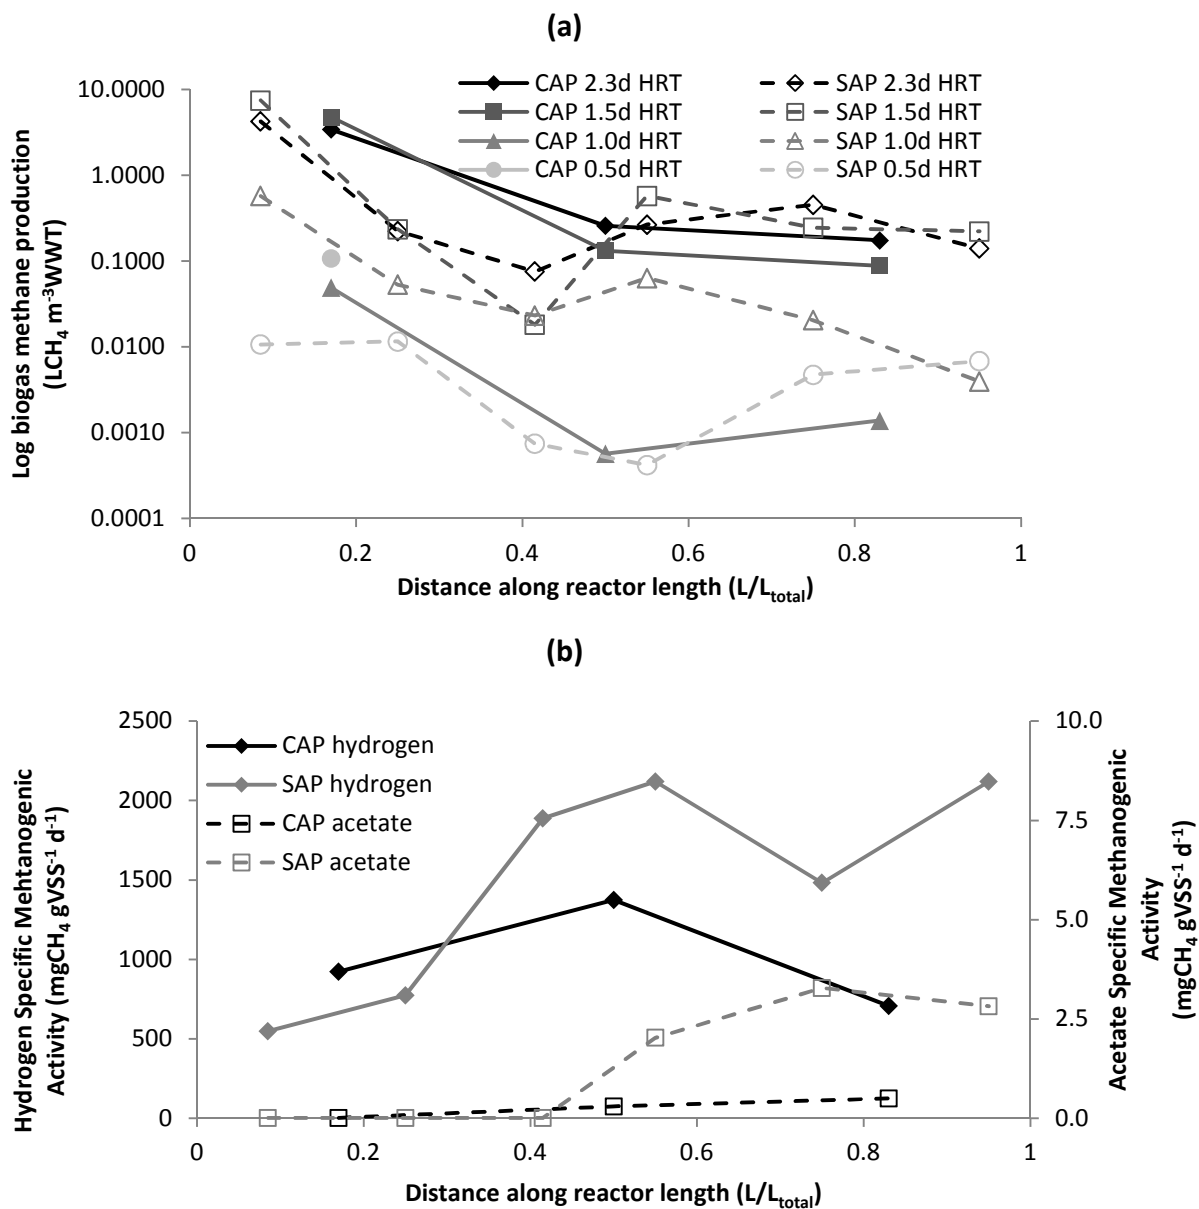 (a)
CAP 2.3d HRT
SAP 2.3d HRT
CAP 1.5d HRT
SAP 1.5d HRT
CAP 1.0d HRT
SAP 1.0d HRT
CAP 0.5d HRT
SAP 0.5d HRT
Log biogas methane production
(LCH4 m-3WWT)
10.0000
1.0000
0.1000
0.0100
0.0010
0.0001
0
0.2
0.4
0.6
0.8
1
Distance along reactor length (L/Ltotal)
(b)
CAP hydrogen
SAP hydrogen
CAP acetate
SAP acetate
Hydrogen Specific Mehtanogenic
Activity (mgCH4 gVSS-1 d-1)
2500
2000
1500
1000
500
0
10.0
7.5
5.0
2.5
0.0
Acetate Specific Methanogenic
Activity
(mgCH4 gVSS-1 d-1)
0
0.2
0.4
0.6
0.8
1
Distance along reactor length (L/Ltotal)